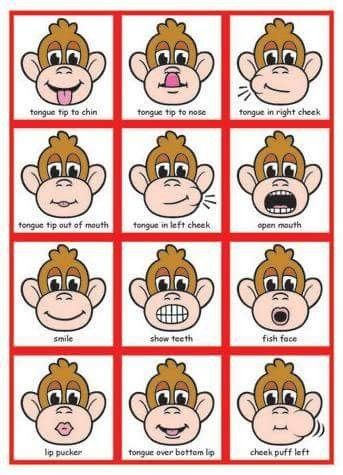 tongue tip to chin
tongue tip to nose
tongue in right cheek
tongue tip out of mouth
tongue in left cheek
open mouth
smile
show teeth
fish face
lip pucker
tongue over bottom lip
cheek puff left